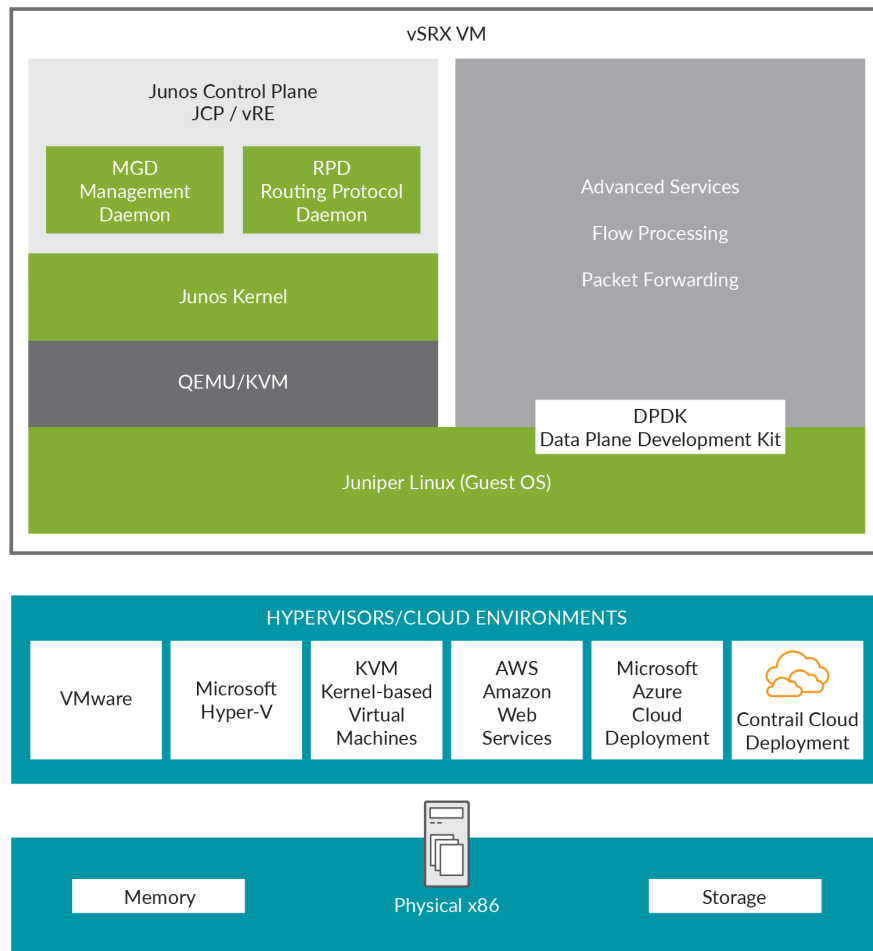 vSRX VM
Junos Control Plane
JCP / vRE
MGD
Management
Daemon
RPD
Routing Protocol
Daemon
Junos Kernel
QEMU/KVM
Advanced Services
Flow Processing
Packet Forwarding
DPDK
Data Plane Development Kit
Juniper Linux (Guest OS)
HYPERVISORS/CLOUD ENVIRONMENTS
VMware
Microsoft
Hyper-V
KVM
Kernel-based
Virtual
Machines
AWS
Amazon
Web
Services
Microsoft
Azure
Cloud
Deployment
Contrail Cloud
Deployment
Memory
Physical x86
Storage